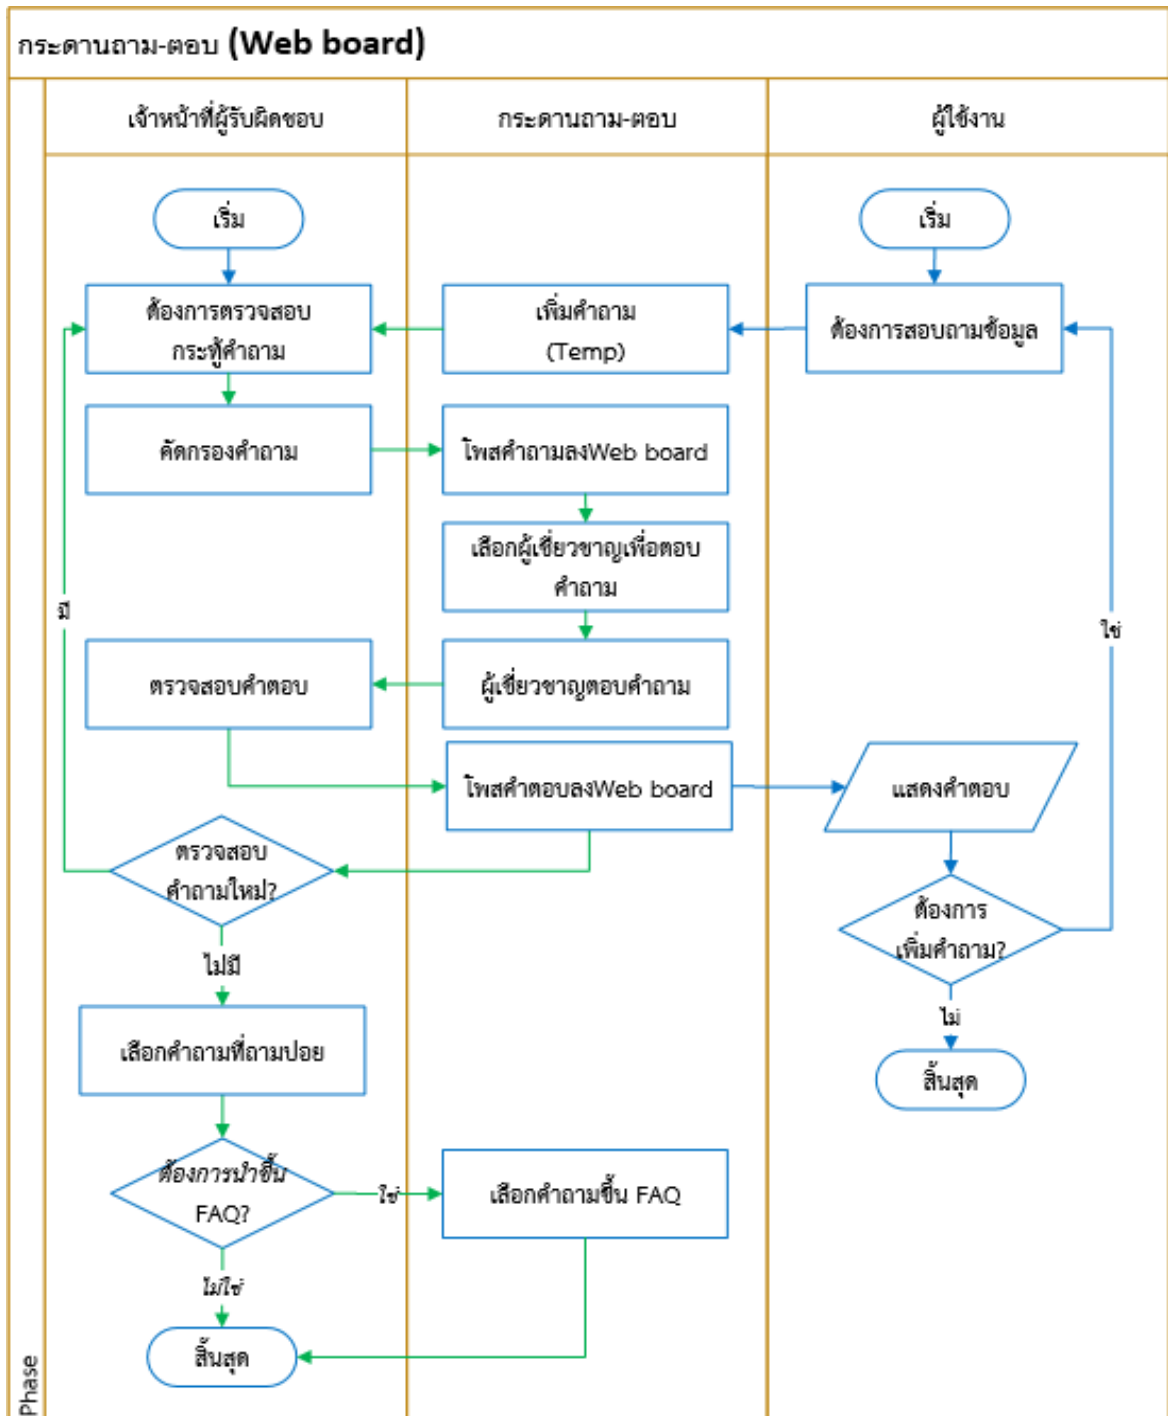 กระดานถาม-ตอบ (Web board)
เจ้าหน้าที่ผู้รับผิดชอบ
กระดานถาม-ตอบ
ผู้ใช้งาน
เริ่ม
เริ่ม
ต้องการตรวจสอบ
กระทู้คำถาม
เพิ่มคำถาม
(Temp)
ต้องการสอบถามข้อมูล
คัดกรองคำถาม
โพสคำถามลงWeb board
เลือกผู้เชี่ยวชาญเพื่อตอบ
คำถาม
มี
ใช่
ตรวจสอบคำตอบ
ผู้เชี่ยวชาญตอบคำถาม
โพสคำตอบลงWeb board
แสดงคำตอบ
ตรวจสอบ
คำถามใหม่?
ต้องการ
เพิ่มคำถาม?
ไม่มี
ไม่
เลือกคำถามที่ถามปอย
สิ้นสุด
ต้องการนำขึ้น
FAQ?
ใช่
เลือกคำถามขึ้น FAQ
ไม่ใช่
สิ้นสุด
Phase